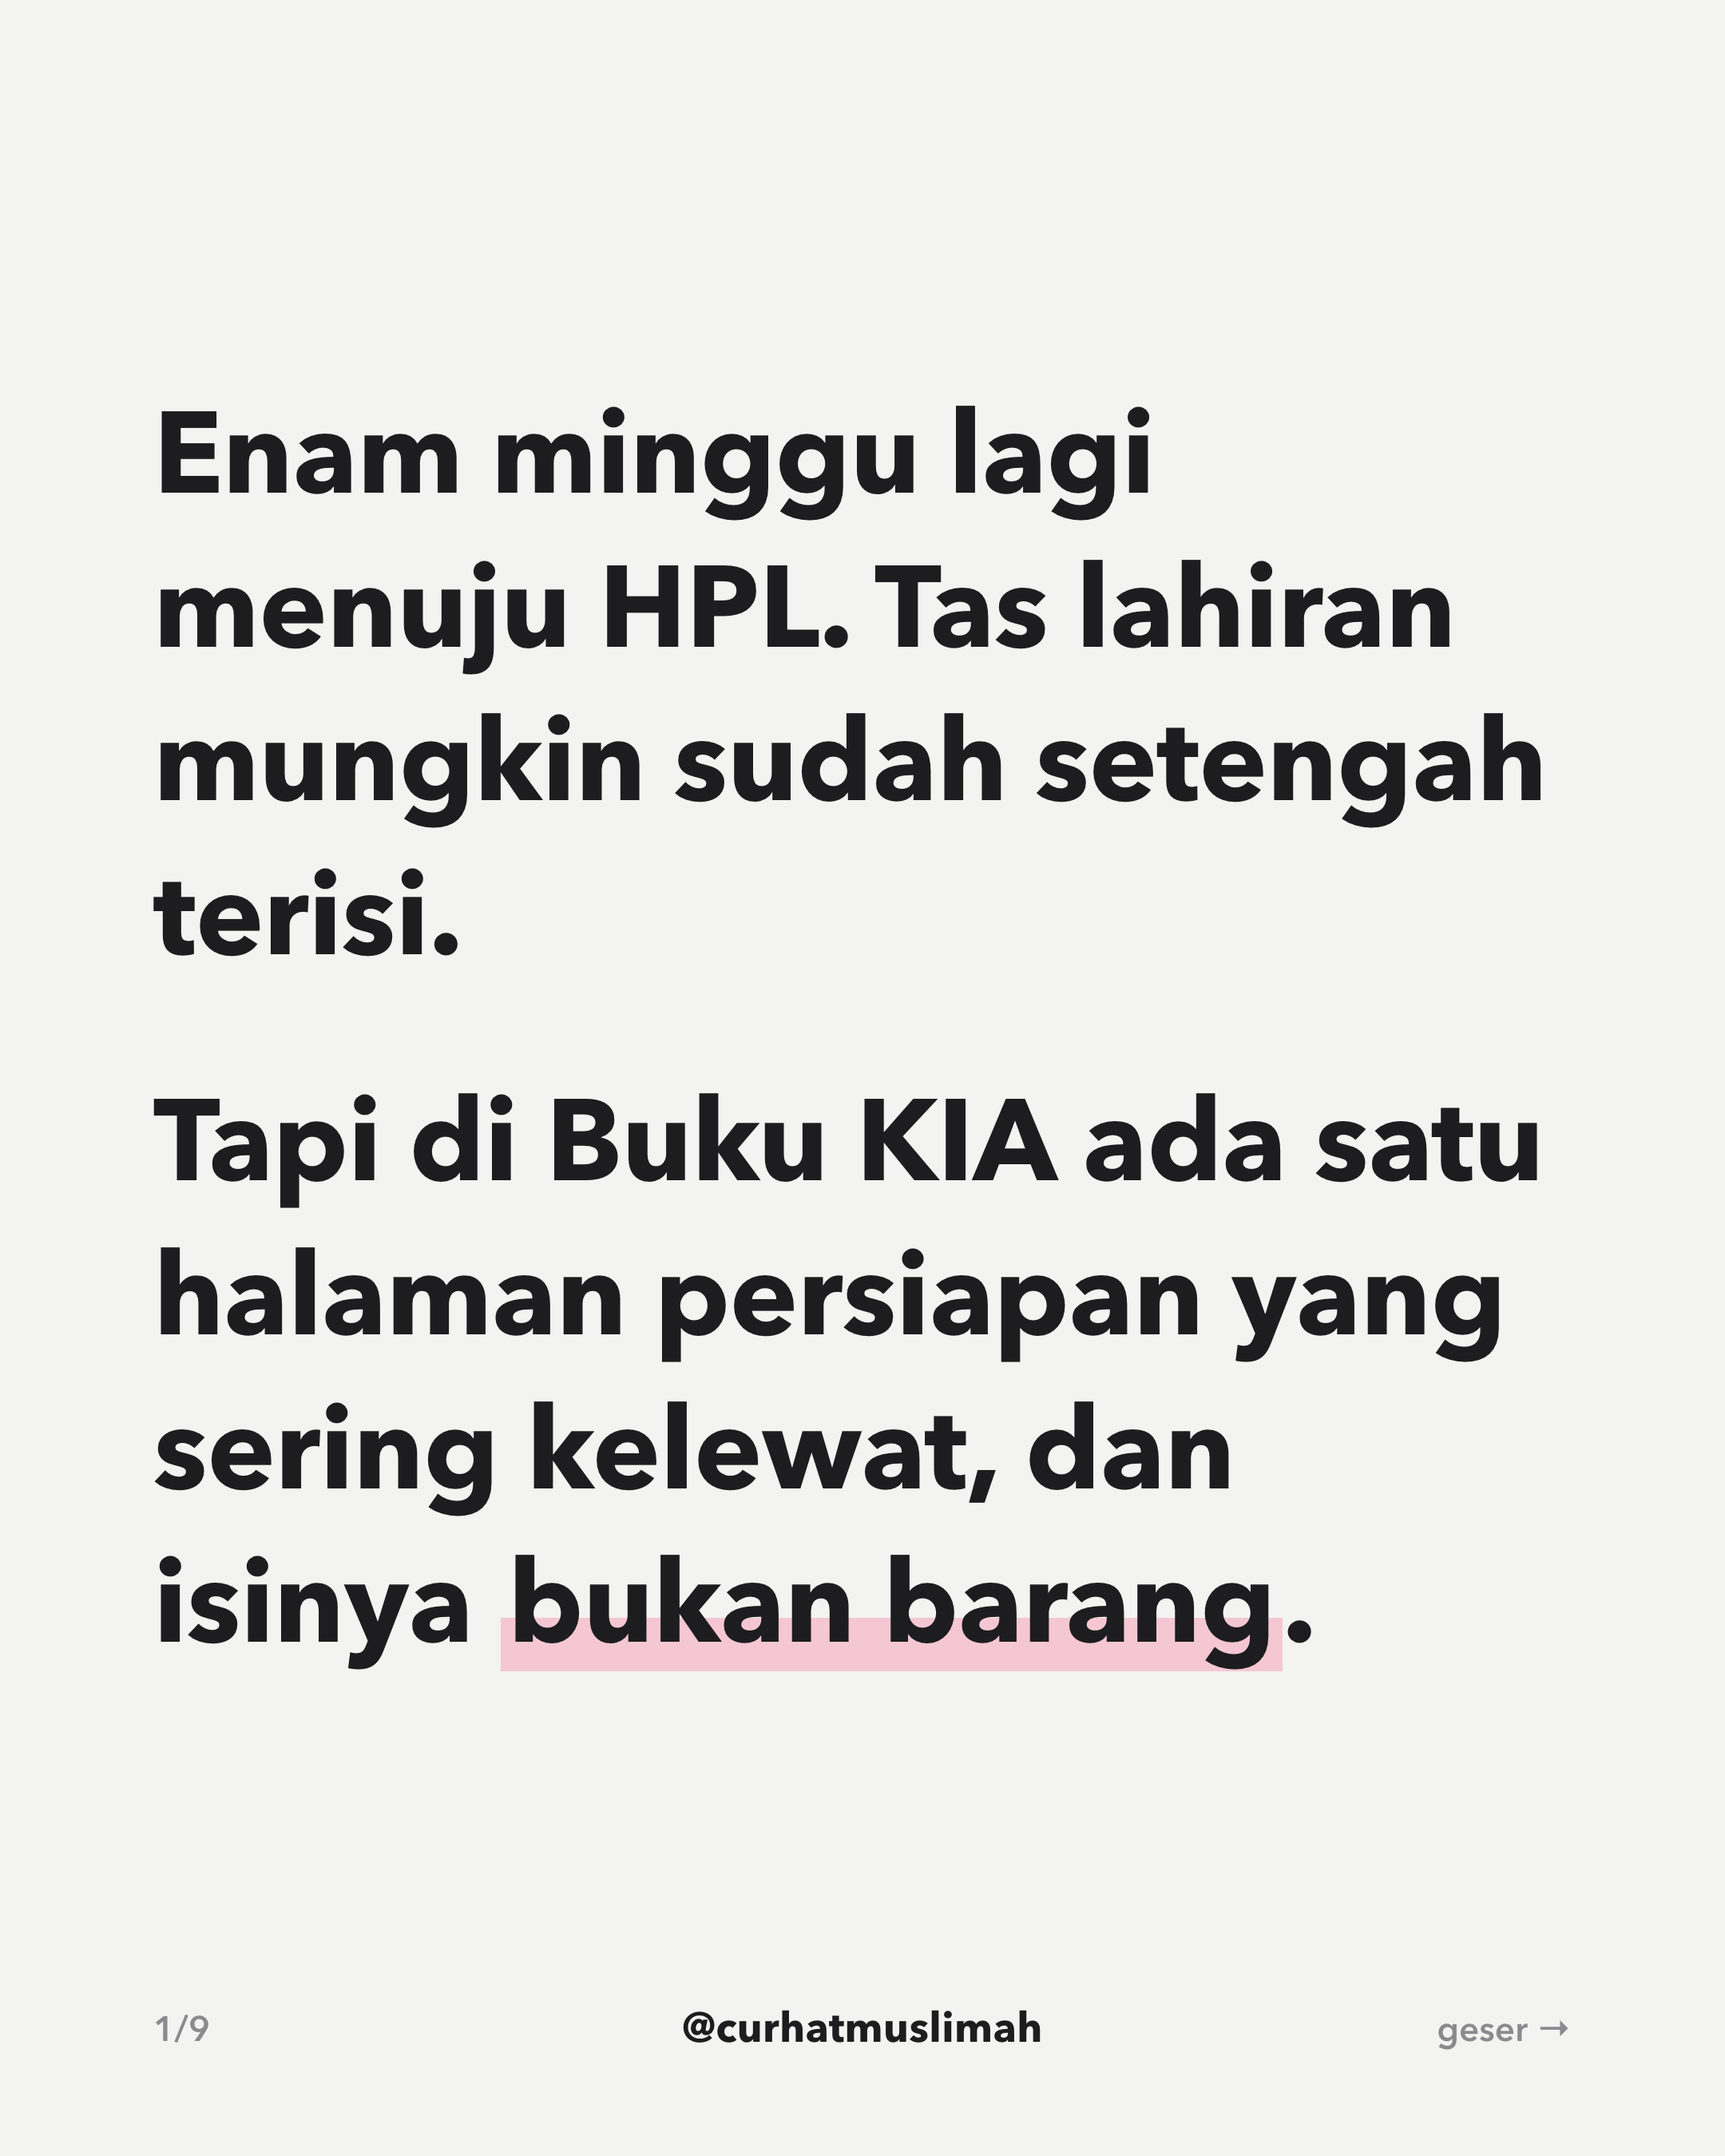 Enam minggu lagi
menuju HPL. Tas lahiran
mungkin sudah setengah
terisi.
Tapi di Buku KIA ada satu
halaman persiapan yang
sering kelewat, dan
isinya bukan barang.
1/9
@curhatmuslimah
geser →